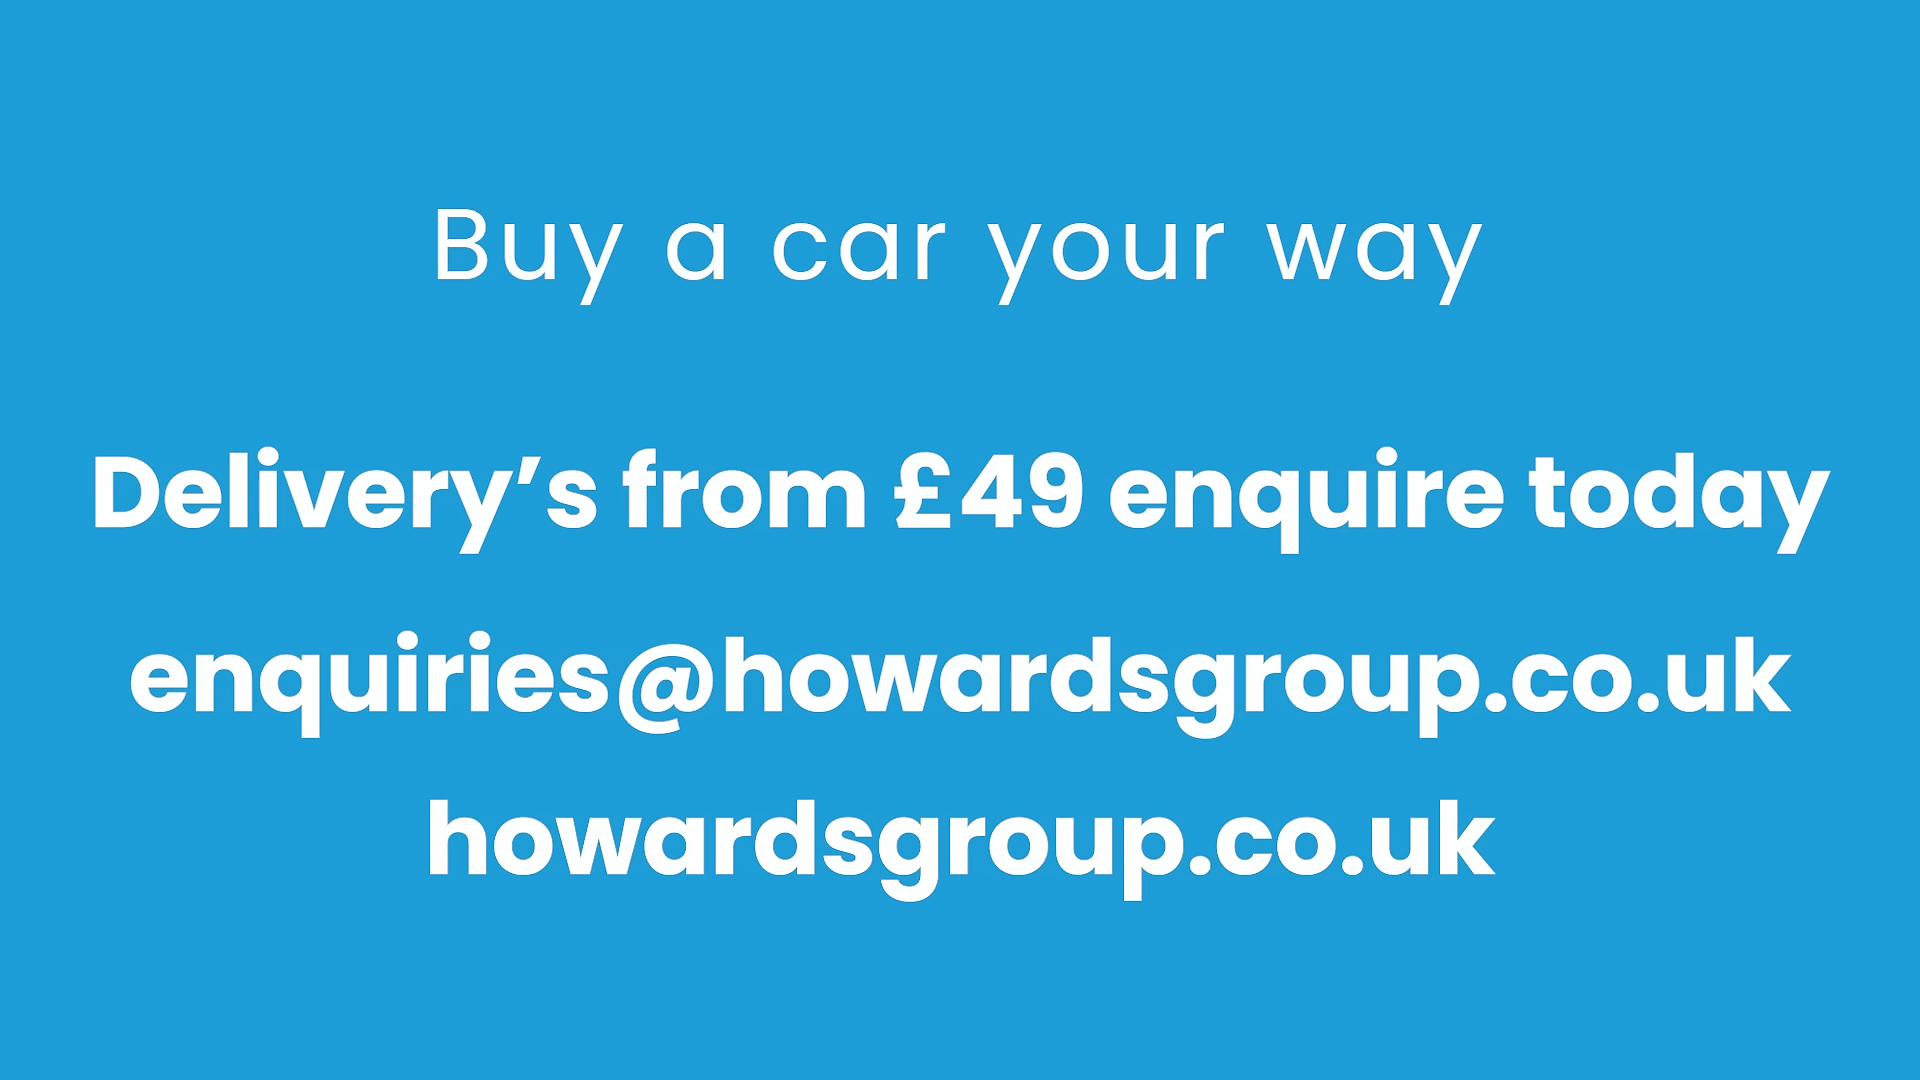 Buy a car your way
Delivery’s from £49 enquire today
enquiries@howardsgroup.co.uk
howardsgroup.co.uk